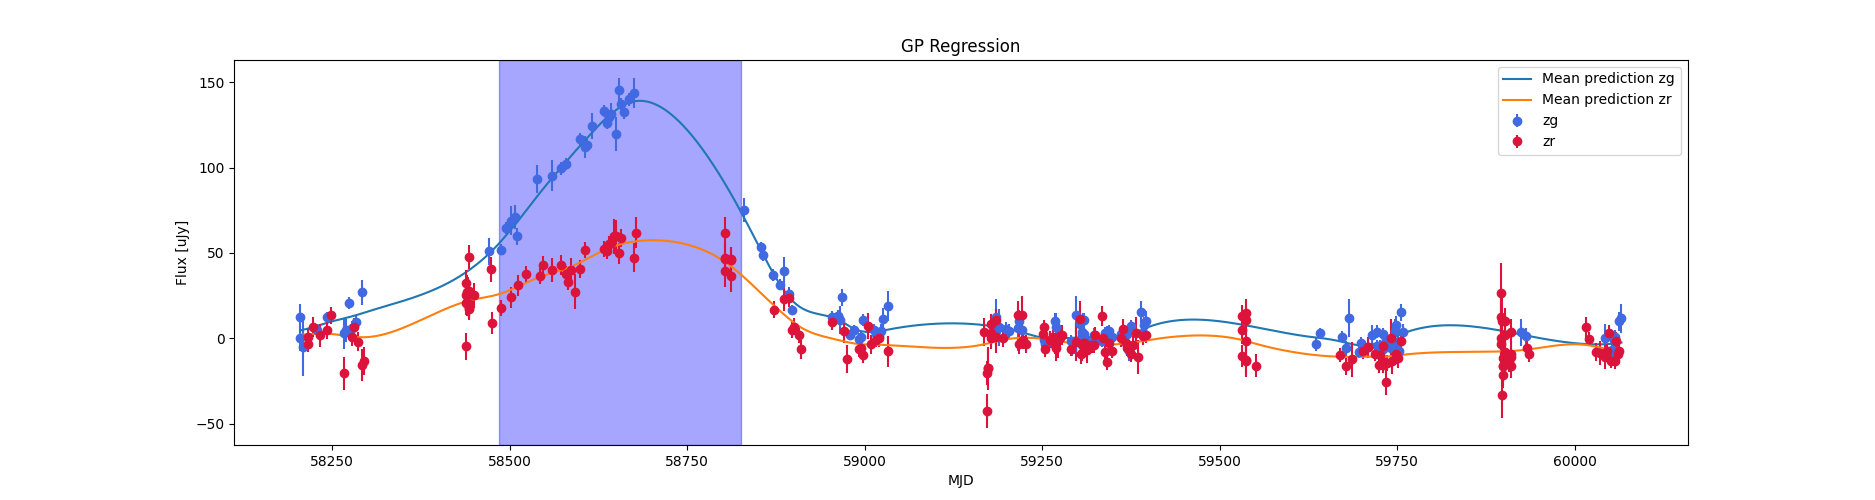 GP Regression
Mean prediction zg
Mean prediction zr
zg
zr
Flux [uJy]
150
100
50
0
−50
58250
58500
58750
59000
59250
59500
59750
60000
MJD